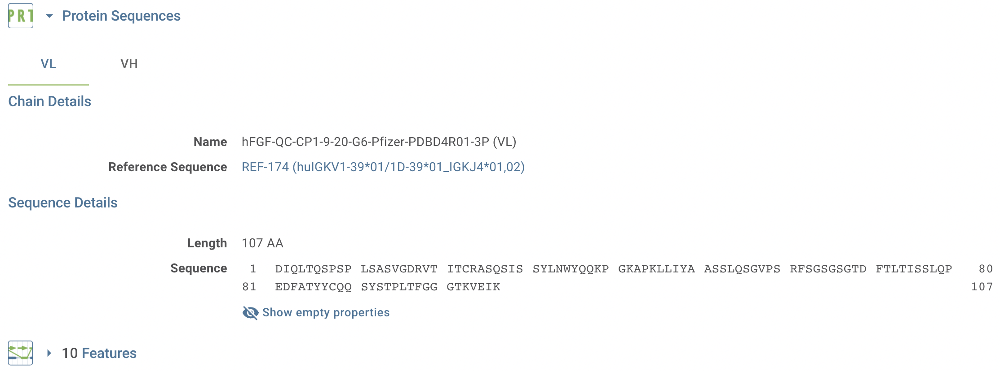 PRT Protein Sequences
VL VH
Chain Details
Name hFGF-QC-CP1-9-20-G6-Pfizer-PDBD4R01-3P (VL)
Reference Sequence REF-174 (huIGKV1-39*01/1D-39*01_IGKJ4*01,02)
Sequence Details
Length 107 AA
Sequence 1 DIQLTQSPSP LSASVGDRVT ITCRASQSIS SYLNWYQQKP GKAPKLLIYA ASSLQSGVPS RFSGSGSGTD FTLTISSLQP 80
81 EDFATYYCQQ SYSTPLTFGG GTKVEIK 107
Show empty properties
10 Features